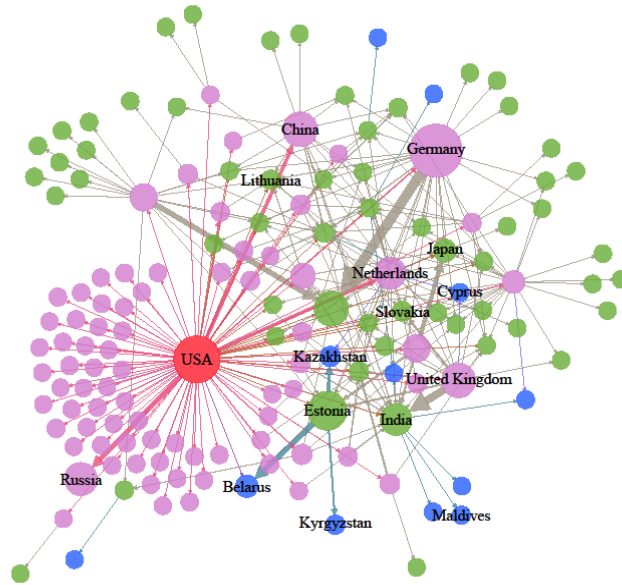 China
Germany
Lithuania
Japan
Netherlands
Cyprus
Slovakia
Kazakhstan
USA
United Kingdom
Estonia
India
Russia
Belarus
Maldives
Kyrgyzstan